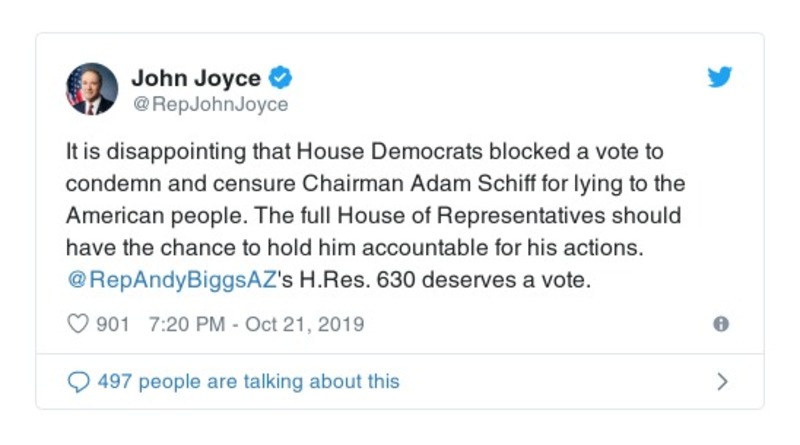 John Joyce
@RepJohnJoyce
It is disappointing that House Democrats blocked a vote to
condemn and censure Chairman Adam Schiff for lying to the
American people. The full House of Representatives should
have the chance to hold him accountable for his actions.
@RepAndyBiggsAZ's H.Res. 630 deserves a vote.
901 7:20 PM - Oct 21, 2019
497 people are talking about this